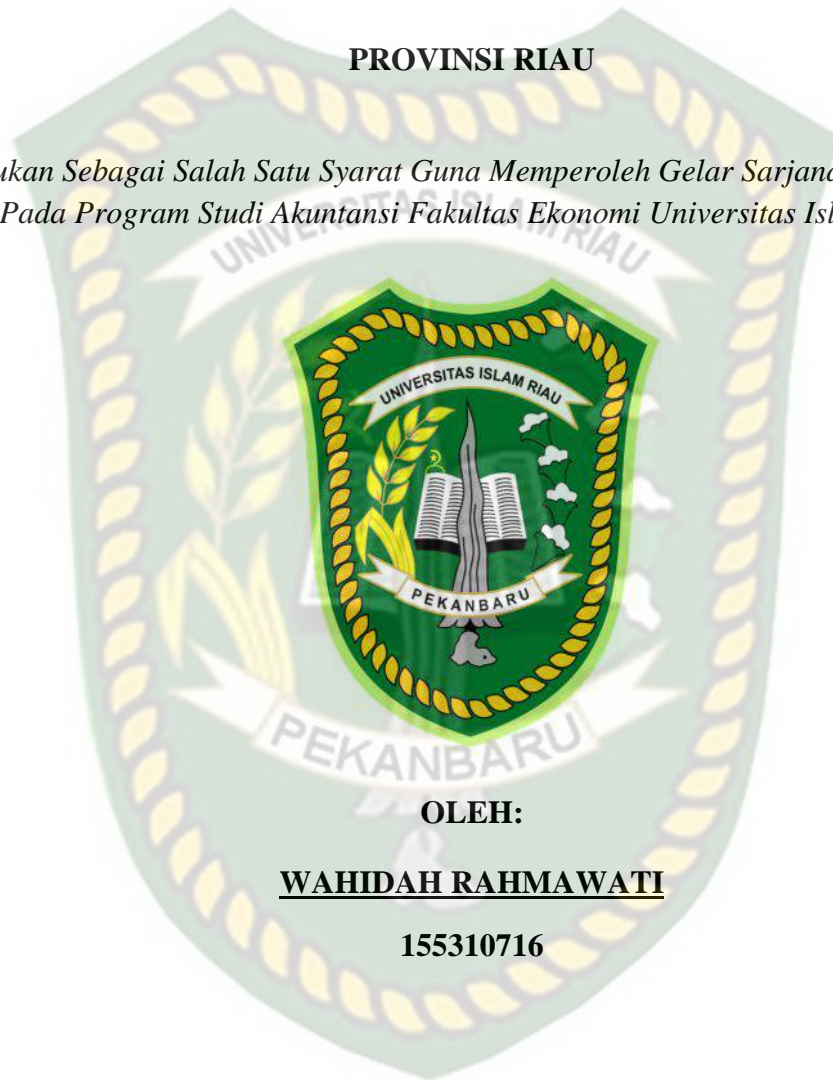 PROVINSI RIAU
ukan Sebagai Salah Satu Syarat Guna Memperoleh Gelar Sarjana
Pada Program Studi Akuntansi Fakultas Ekonomi Universitas Isl
UNIVERSITAS ISLAM RIAU
UNIVERSITAS ISLAM RIAU
PEKANBARU
PEKANBARU
OLEH:
WAHIDAH RAHMAWATI
155310716